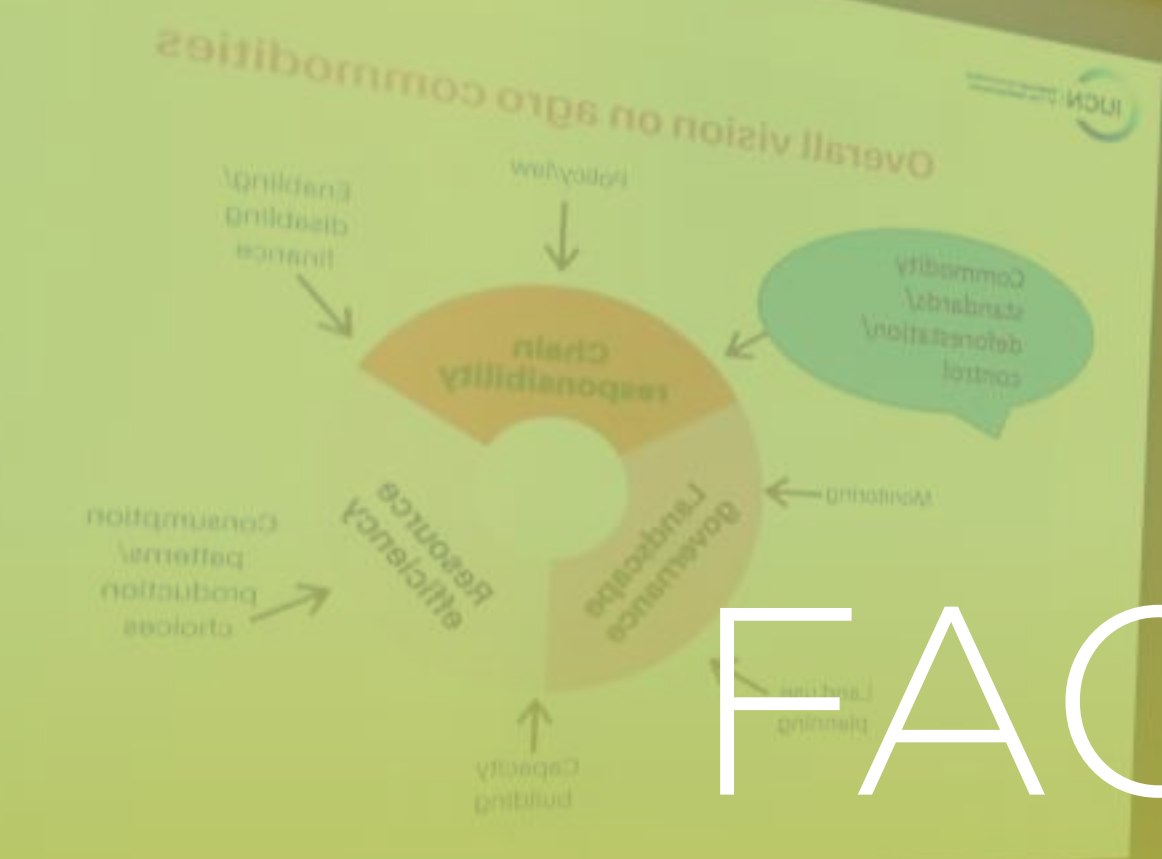 Overall vision on agro commodities
IUCN
Policy/law
Enabling/
disabling
finance
Commodity
standards/
deforestation/
control
Chain
responsibility
Landscape
governance
Resource
efficiency
Monitoring
Consumption
patterns/
production
choices
Land use
planning
Capacity
building
FAC